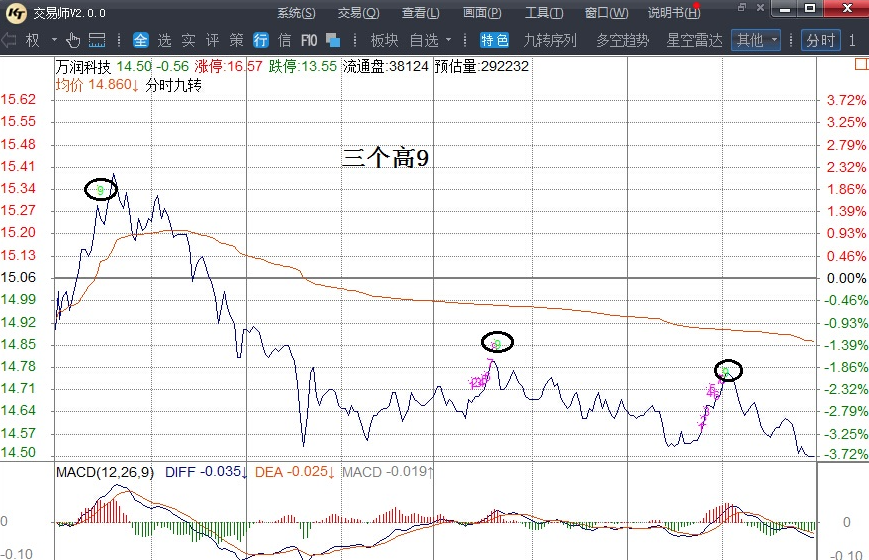 交易师V2.0.0 系统(S) 交易(Q) 查看(L) 画面(P) 工具(T) 窗口(W) 说明书(H)
权 全 选 实 评 策 行 信 F10 板块 自选 特色 九转序列 多空趋势 星空雷达 其他 分时 1
万润科技 14.50 -0.56 涨停:16.57 跌停:13.55 流通盘:38124 预估量:292232
均价 14.860↓ 分时九转
15.62 3.72%
15.55 3.25%
15.48 2.79%
三个高9
15.41 2.32%
15.34 9 1.86%
15.27 1.39%
15.20 0.93%
15.13 0.46%
15.06 0.00%
14.99 -0.46%
14.92 -0.93%
14.85 9 -1.39%
14.78 9 -1.86%
14.71 -2.32%
14.64 -2.79%
14.57 -3.25%
14.50 -3.72%
MACD(12,26,9) DIFF -0.035↓ DEA -0.025↓ MACD -0.019↑
0 0
-0.10 -0.10